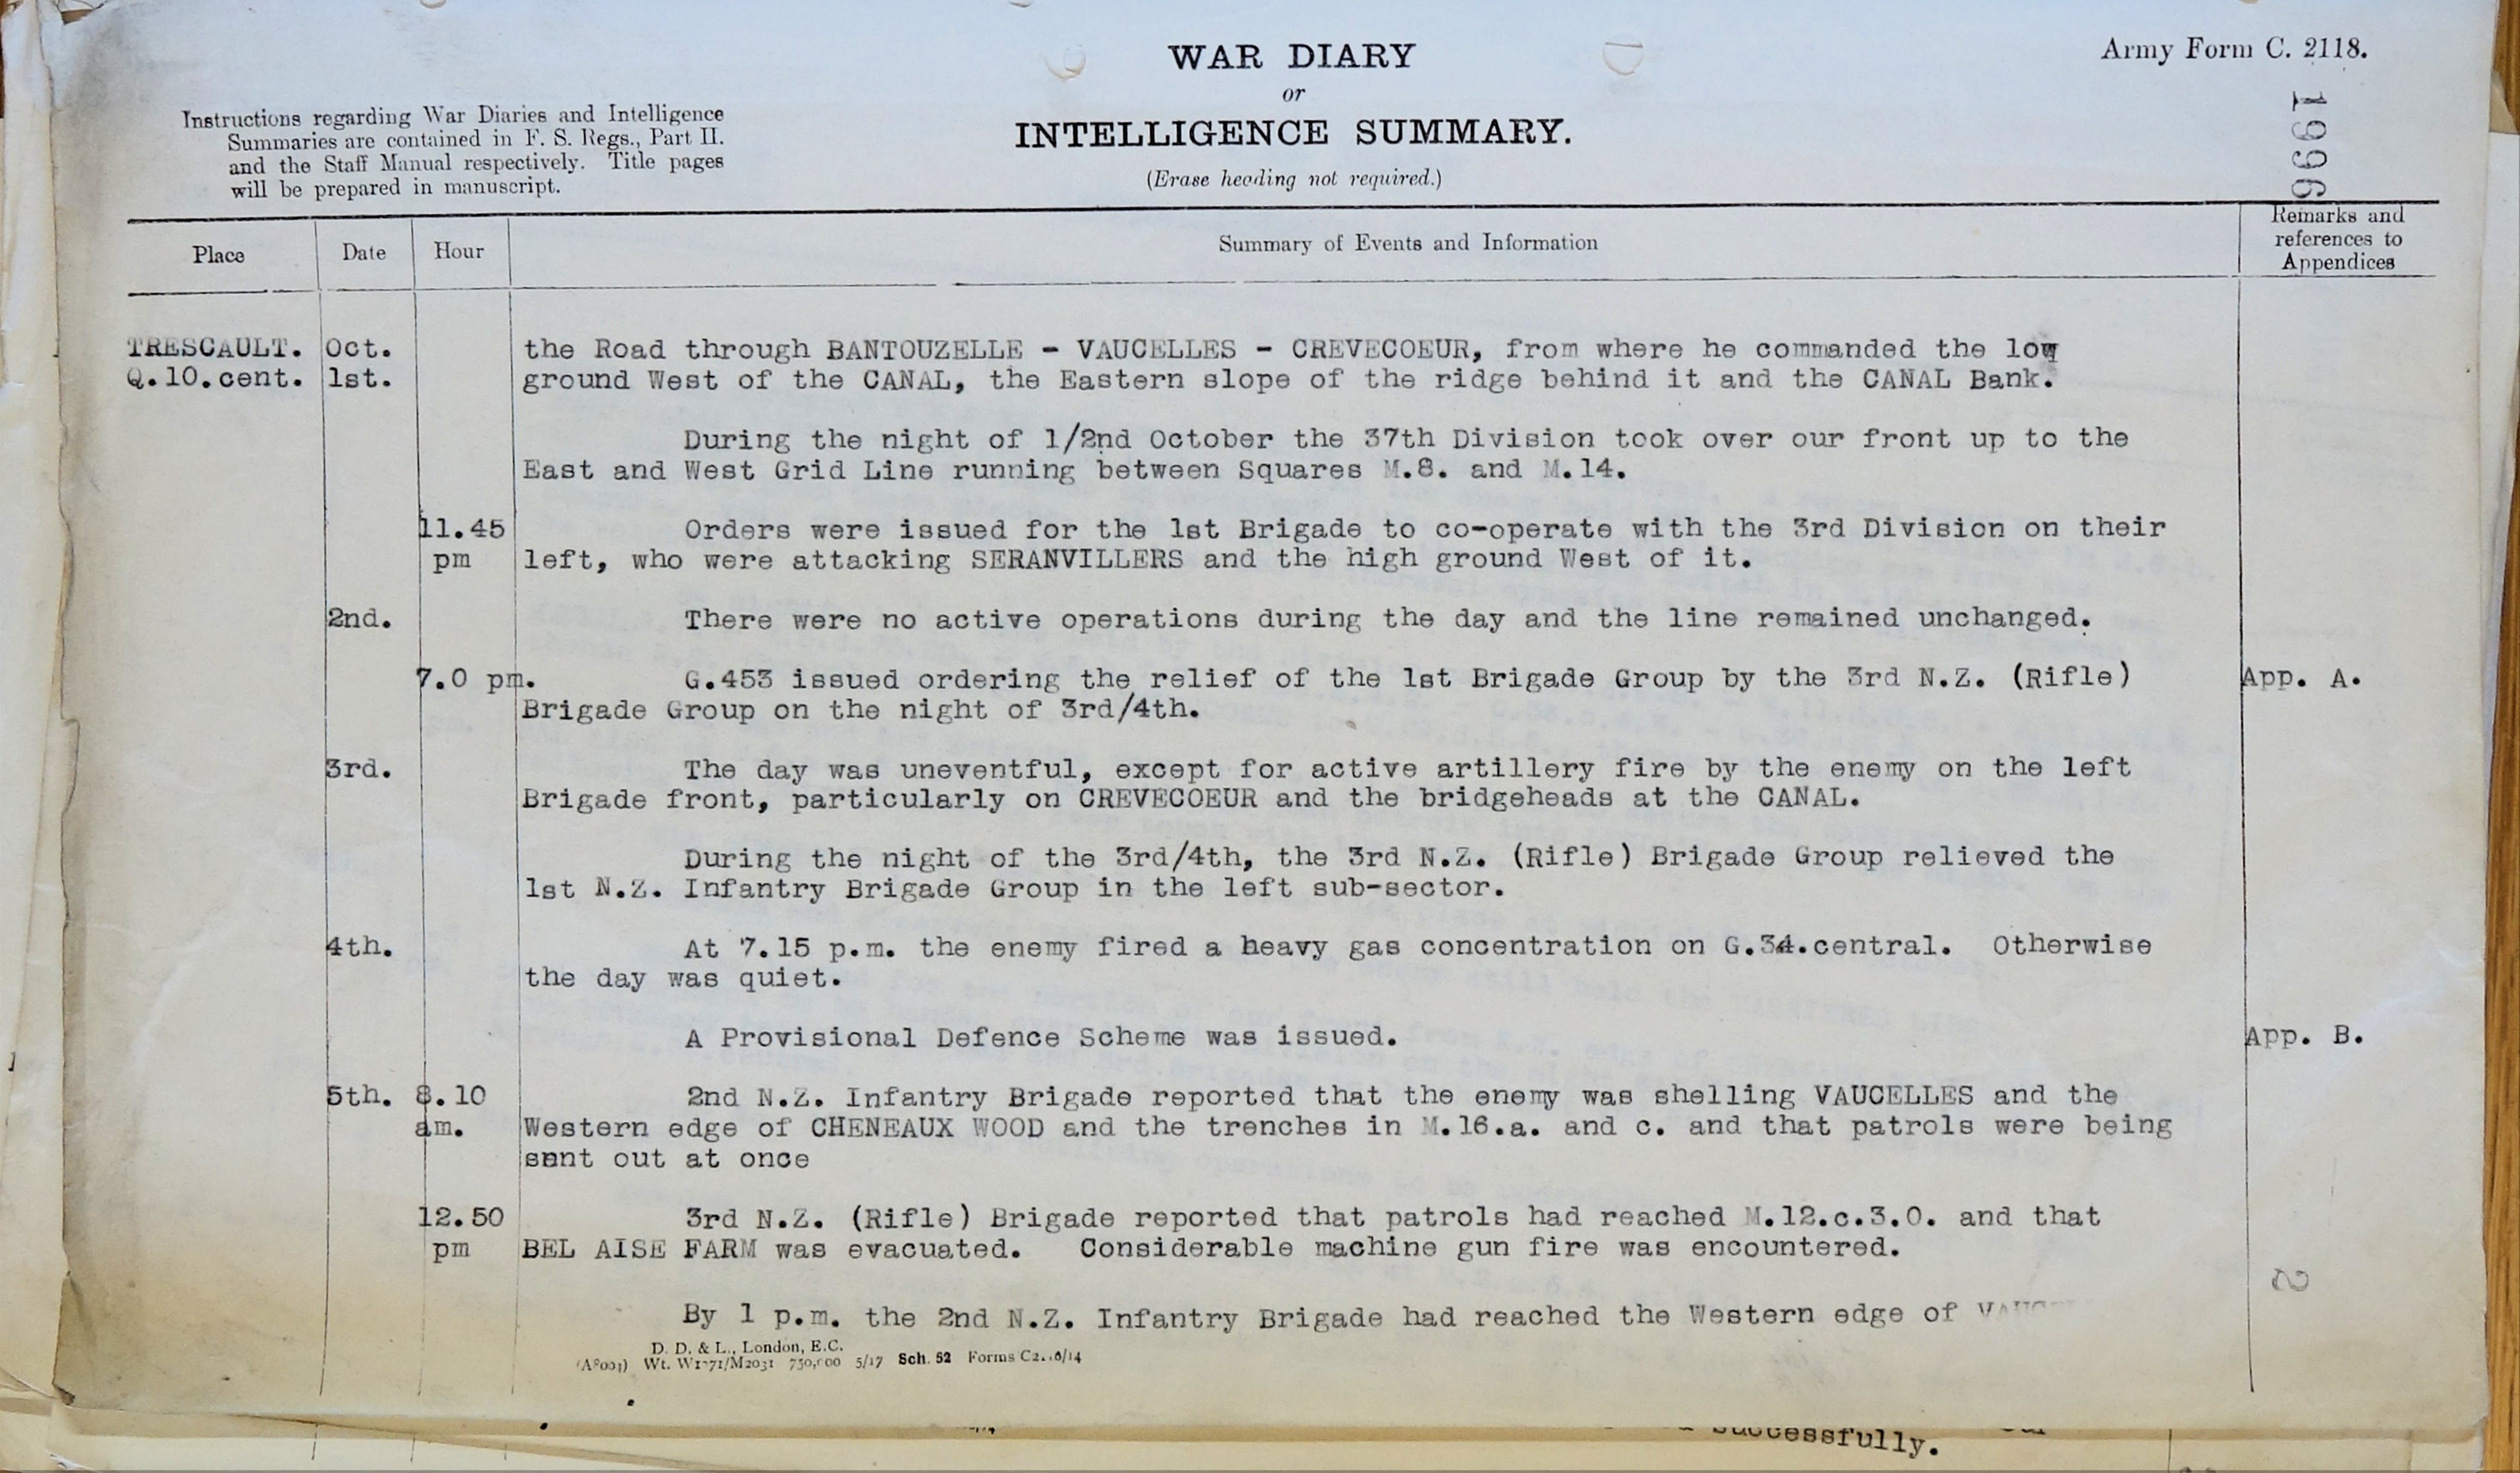 WAR DIARY
or
INTELLIGENCE SUMMARY.
(Erase heading not required.)
Army Form C. 2118.
1996
Instructions regarding War Diaries and Intelligence
Summaries are contained in F. S. Regs., Part II.
and the Staff Manual respectively. Title pages
will be prepared in manuscript.
Place Date Hour Summary of Events and Information Remarks and
references to
Appendices
TRESCAULT. Oct. the Road through BANTOUZELLE - VAUCELLES - CREVECOEUR, from where he commanded the low
Q.10.cent. 1st. ground West of the CANAL, the Eastern slope of the ridge behind it and the CANAL Bank.
During the night of 1/2nd October the 37th Division took over our front up to the
East and West Grid Line running between Squares M.8. and M.14.
11.45 Orders were issued for the 1st Brigade to co-operate with the 3rd Division on their
pm left, who were attacking SERANVILLERS and the high ground West of it.
2nd. There were no active operations during the day and the line remained unchanged.
7.0 pm. G.453 issued ordering the relief of the 1st Brigade Group by the 3rd N.Z. (Rifle) App. A.
Brigade Group on the night of 3rd/4th.
3rd. The day was uneventful, except for active artillery fire by the enemy on the left
Brigade front, particularly on CREVECOEUR and the bridgeheads at the CANAL.
During the night of the 3rd/4th, the 3rd N.Z. (Rifle) Brigade Group relieved the
1st N.Z. Infantry Brigade Group in the left sub-sector.
4th. At 7.15 p.m. the enemy fired a heavy gas concentration on G.34.central. Otherwise
the day was quiet.
A Provisional Defence Scheme was issued. App. B.
5th. 8.10 2nd N.Z. Infantry Brigade reported that the enemy was shelling VAUCELLES and the
am. Western edge of CHENEAUX WOOD and the trenches in M.16.a. and c. and that patrols were being
sent out at once
12.50 3rd N.Z. (Rifle) Brigade reported that patrols had reached M.12.c.3.0. and that
pm BEL AISE FARM was evacuated. Considerable machine gun fire was encountered.
2
By 1 p.m. the 2nd N.Z. Infantry Brigade had reached the Western edge of
D. D. & L., London, E.C.
Wt. W1771/M2031 750,000 5/17 Sch. 52 Forms
successfully.